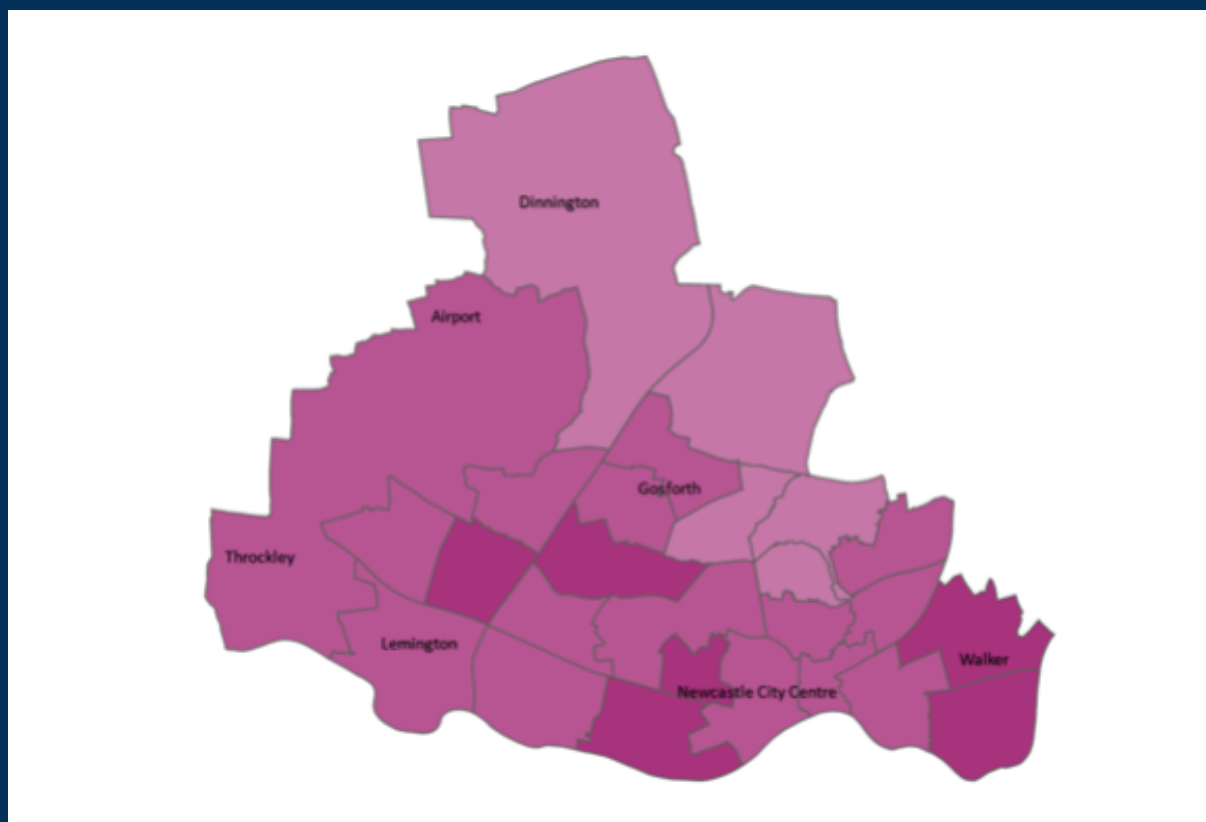 Dinnington
Airport
Gosforth
Throckley
Lemington
Walker
Newcastle City Centre